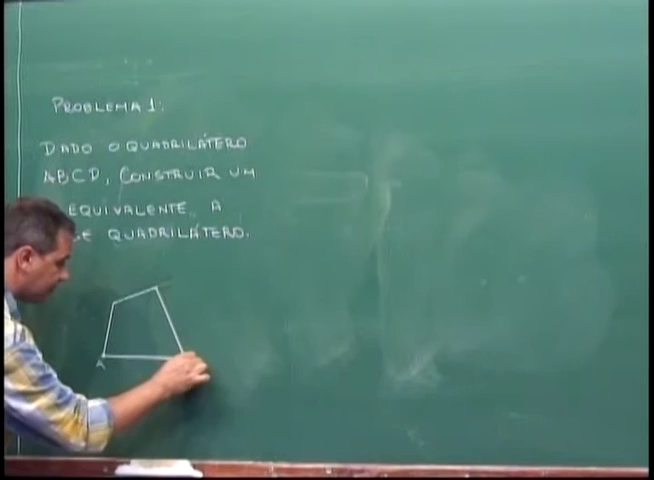 PROBLEMA 1:
DADO O QUADRILÁTERO
ABCD, CONSTRUIR UM
EQUIVALENTE A
QUADRILÁTERO.
A